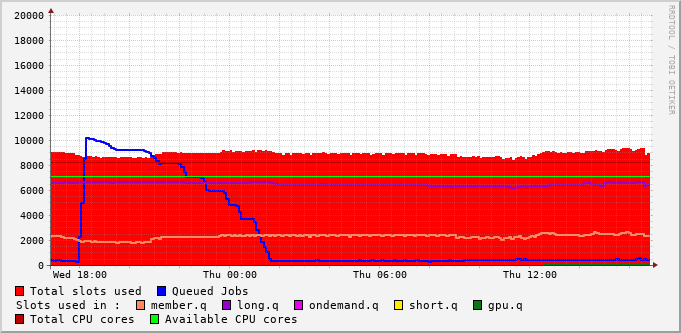 20000
18000
16000
14000
12000
10000
8000
6000
4000
2000
0
Wed 18:00 Thu 00:00 Thu 06:00 Thu 12:00
Total slots used Queued Jobs
Slots used in : member.q long.q ondemand.q short.q gpu.q
Total CPU cores Available CPU cores
RRDTOOL / TOBI OETIKER